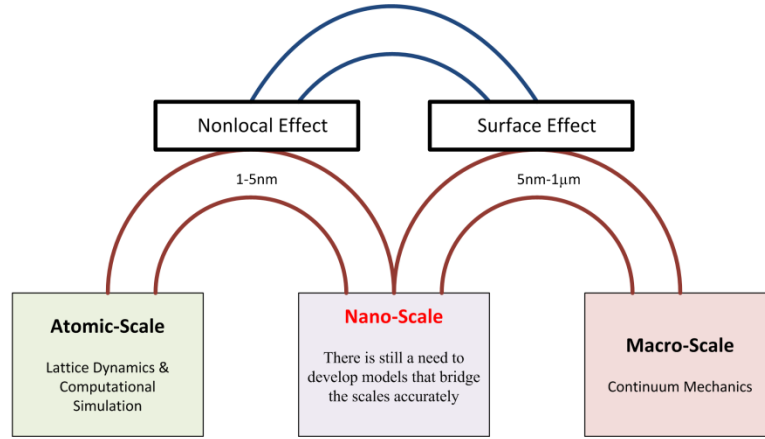 Nonlocal Effect
Surface Effect
1-5nm
5nm-1μm
Atomic-Scale
Lattice Dynamics &
Computational
Simulation
Nano-Scale
There is still a need to
develop models that bridge
the scales accurately
Macro-Scale
Continuum Mechanics